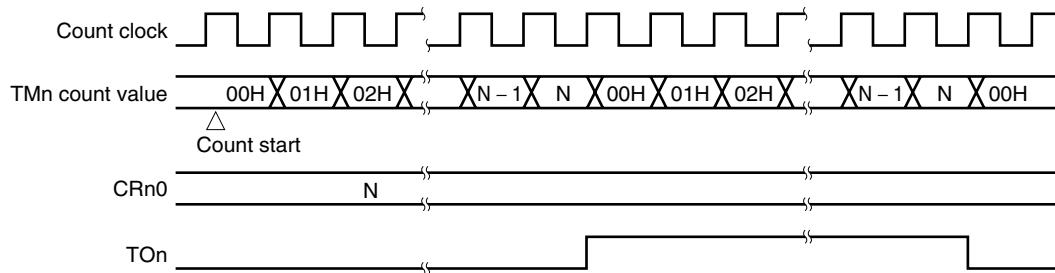 Count clock
TMn count value 00H 01H 02H N – 1 N 00H 01H 02H N – 1 N 00H
Count start
CRn0 N
TOn